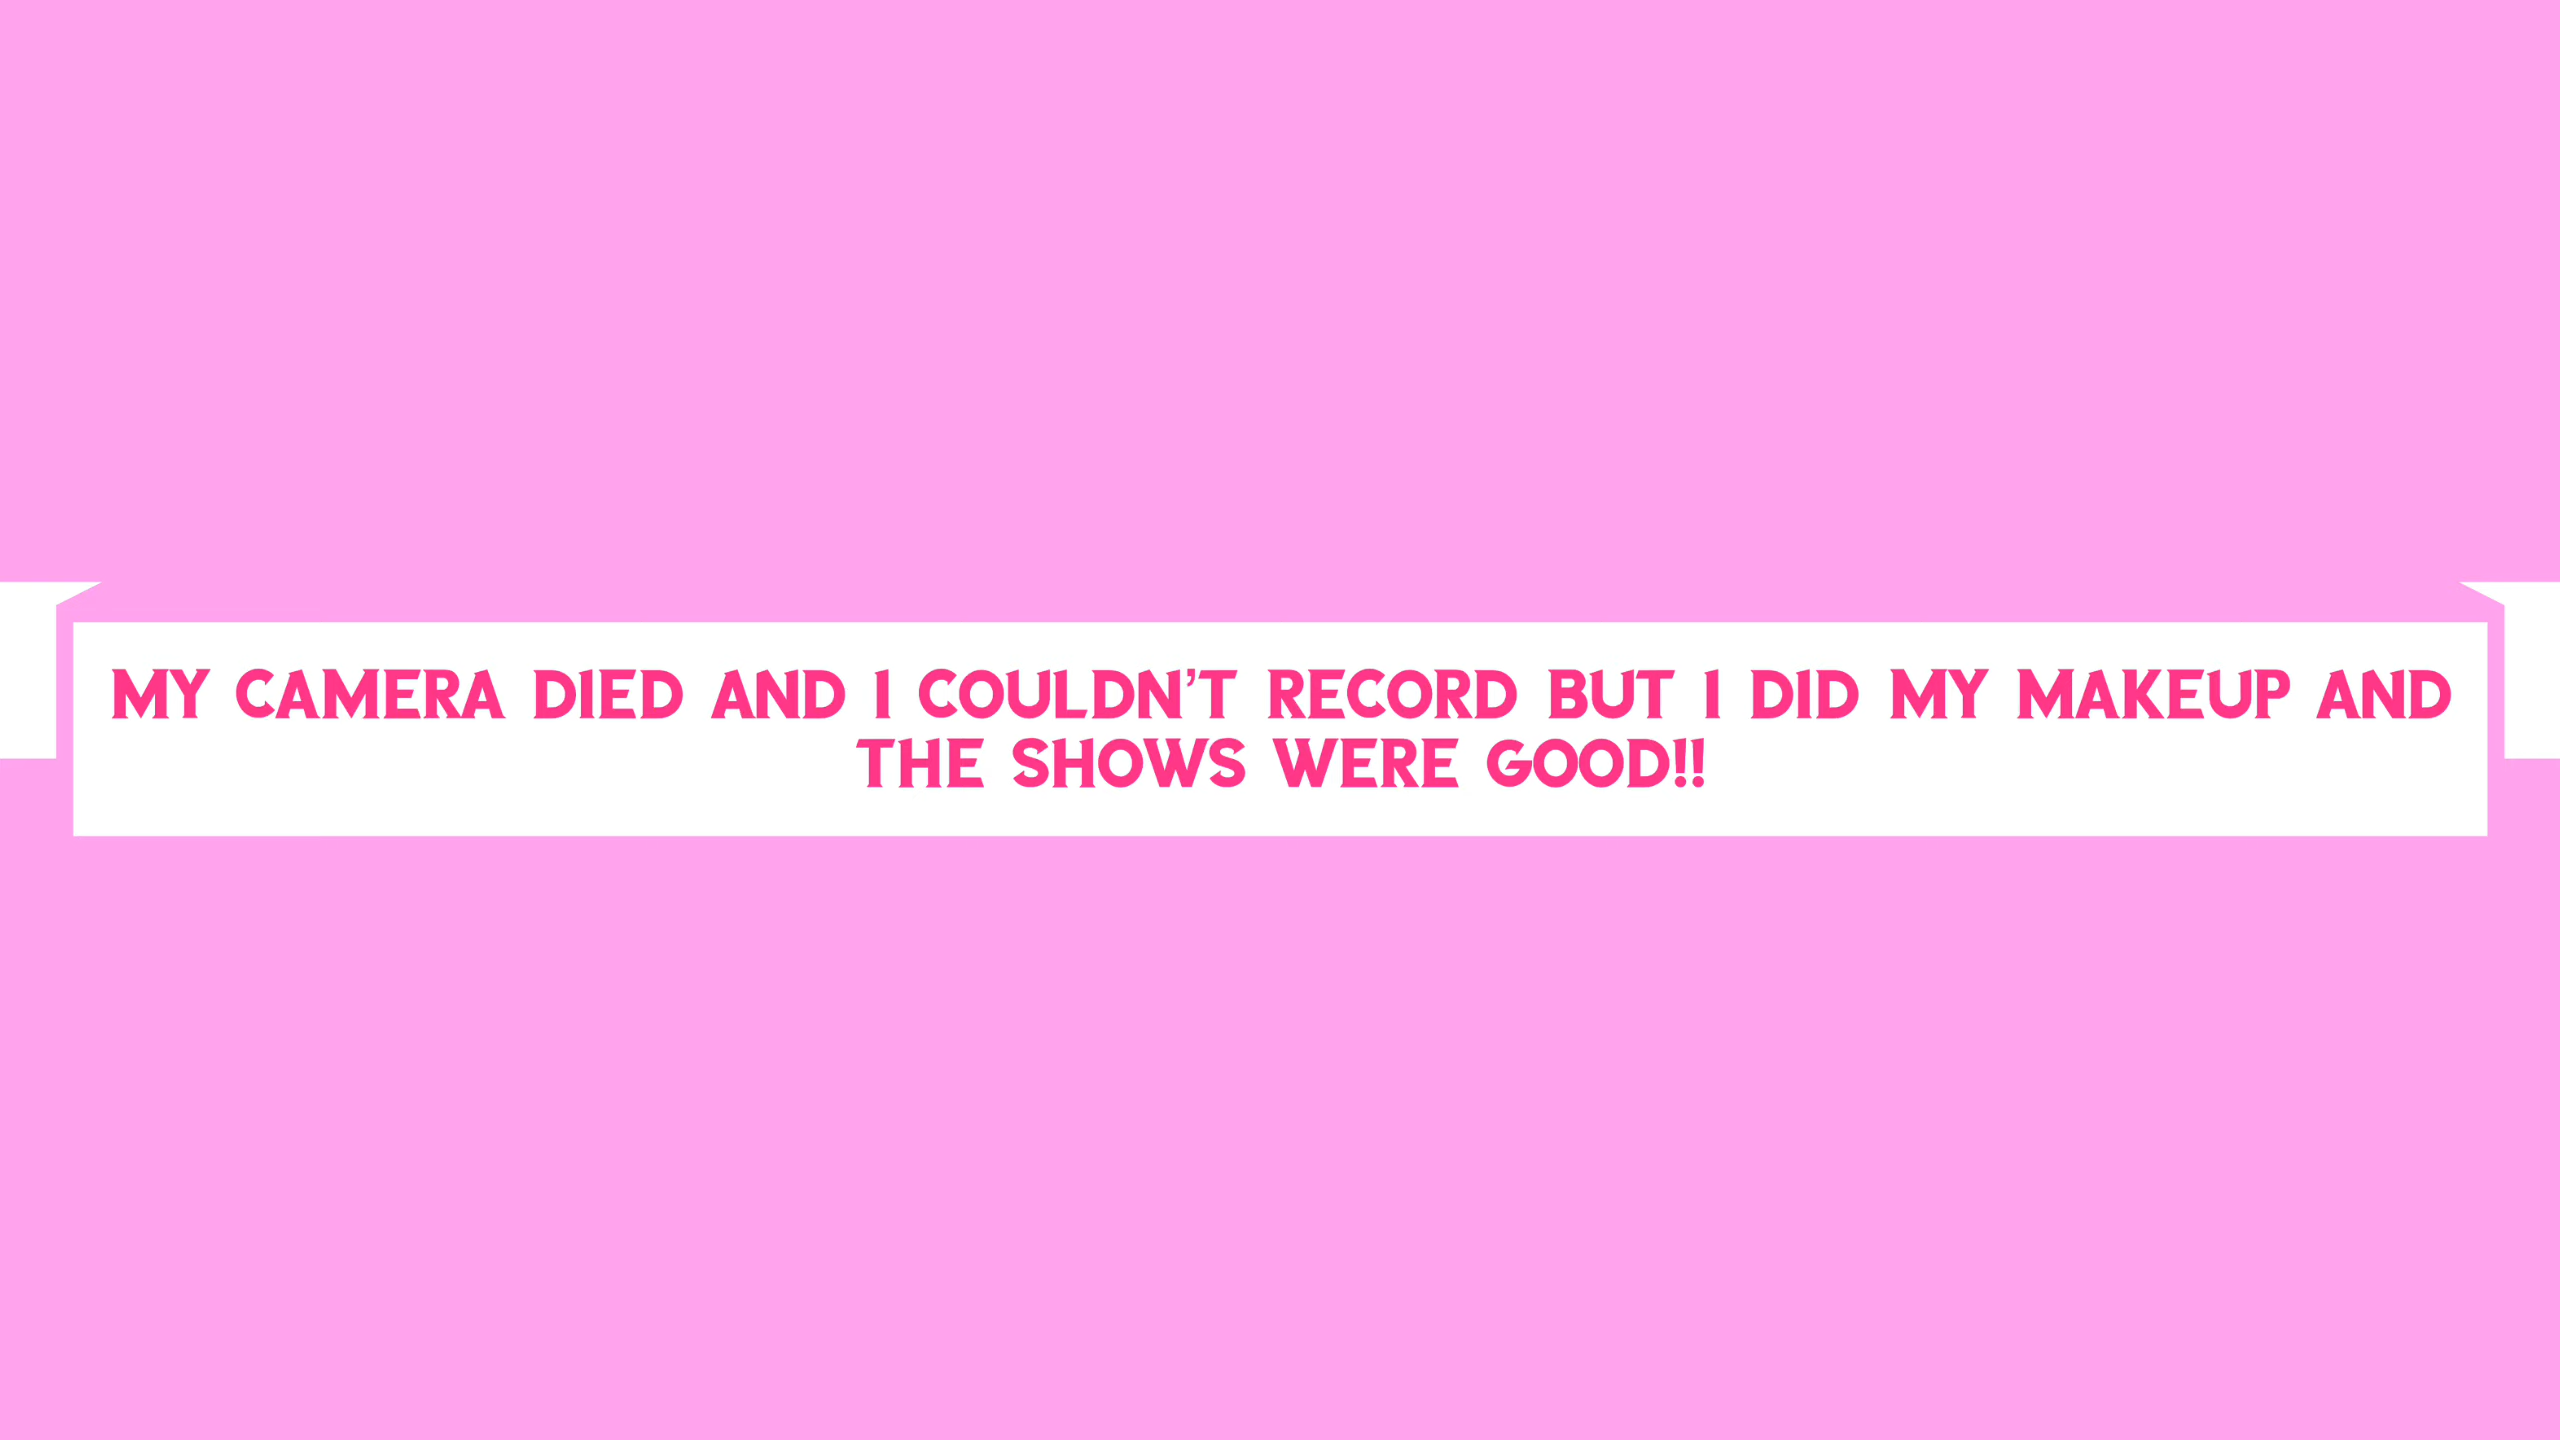 MY CAMERA DIED AND I COULDN'T RECORD BUT I DID MY MAKEUP AND
THE SHOWS WERE GOOD!!